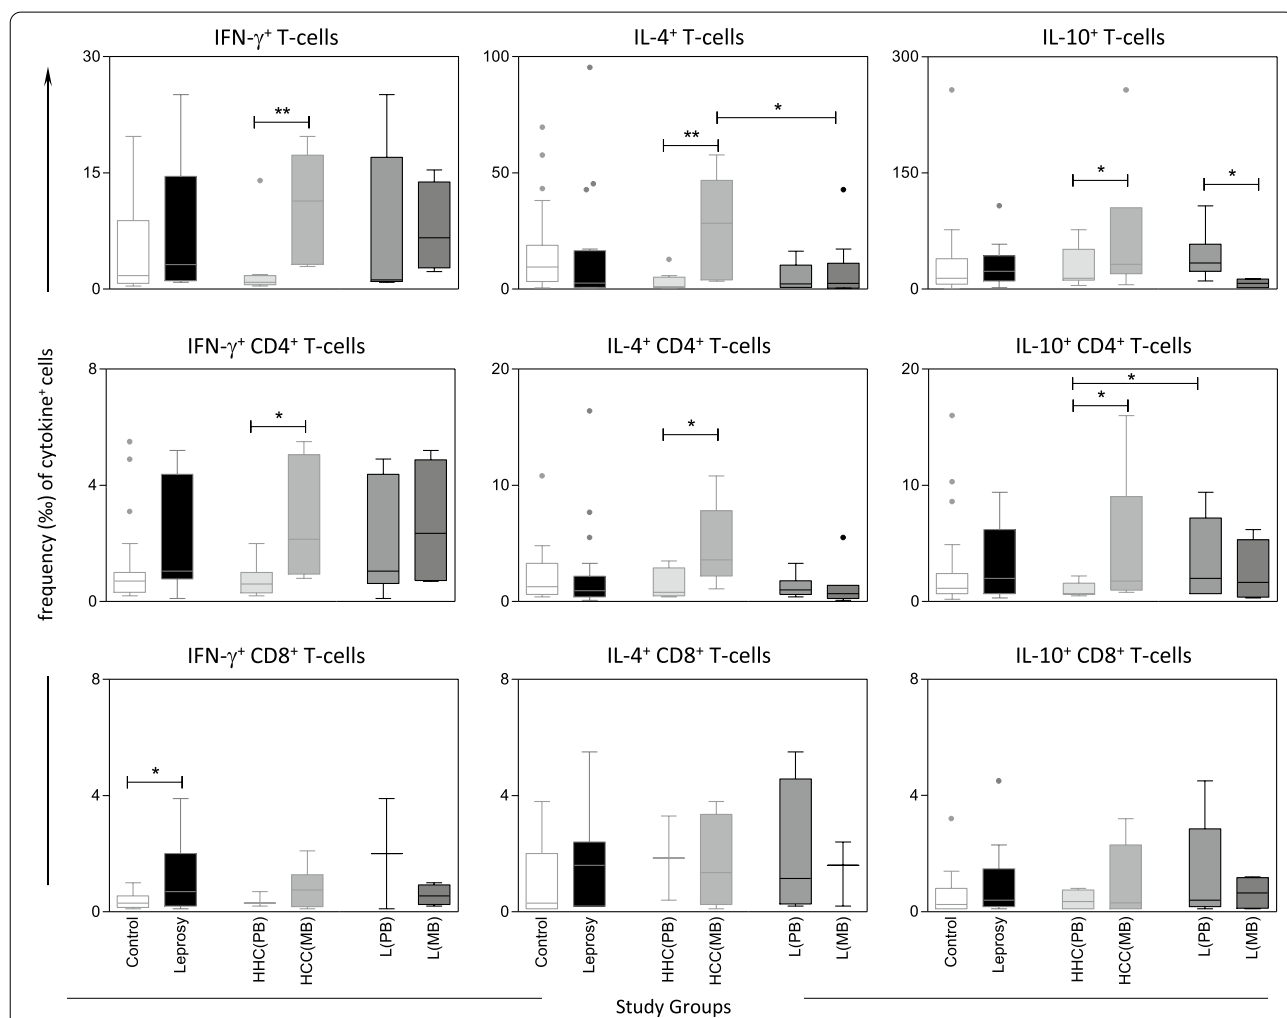 IFN-γ⁺ T-cells
IL-4⁺ T-cells
IL-10⁺ T-cells
30
15
0
**
100
50
0
**
*
300
150
0
*
*
frequency (‰) of cytokine⁺ cells
IFN-γ⁺ CD4⁺ T-cells
IL-4⁺ CD4⁺ T-cells
IL-10⁺ CD4⁺ T-cells
8
4
0
*
20
10
0
*
20
10
0
*
*
IFN-γ⁺ CD8⁺ T-cells
IL-4⁺ CD8⁺ T-cells
IL-10⁺ CD8⁺ T-cells
8
4
0
*
8
4
0
8
4
0
Control
Leprosy
HHC(PB)
HCC(MB)
L(PB)
L(MB)
Control
Leprosy
HHC(PB)
HCC(MB)
L(PB)
L(MB)
Control
Leprosy
HHC(PB)
HCC(MB)
L(PB)
L(MB)
Study Groups